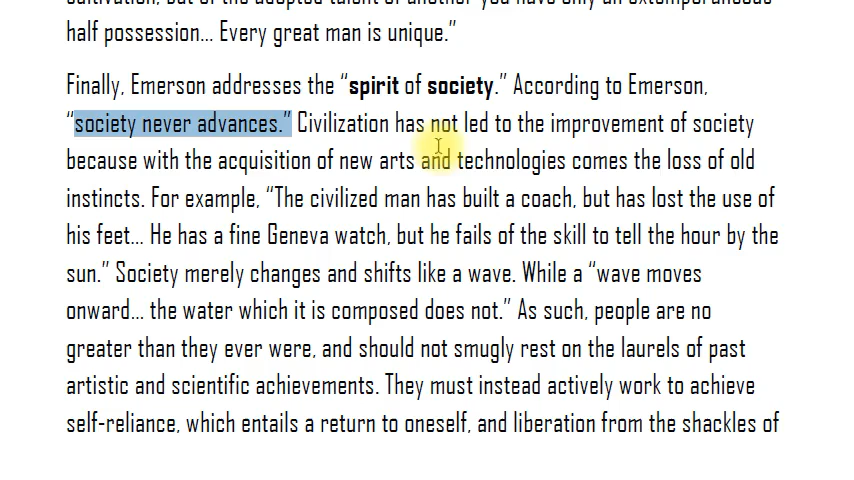 half possession... Every great man is unique."
Finally, Emerson addresses the “spirit of society.” According to Emerson,
“society never advances.” Civilization has not led to the improvement of society
because with the acquisition of new arts and technologies comes the loss of old
instincts. For example, “The civilized man has built a coach, but has lost the use of
his feet... He has a fine Geneva watch, but he fails of the skill to tell the hour by the
sun.” Society merely changes and shifts like a wave. While a “wave moves
onward... the water which it is composed does not.” As such, people are no
greater than they ever were, and should not smugly rest on the laurels of past
artistic and scientific achievements. They must instead actively work to achieve
self-reliance, which entails a return to oneself, and liberation from the shackles of